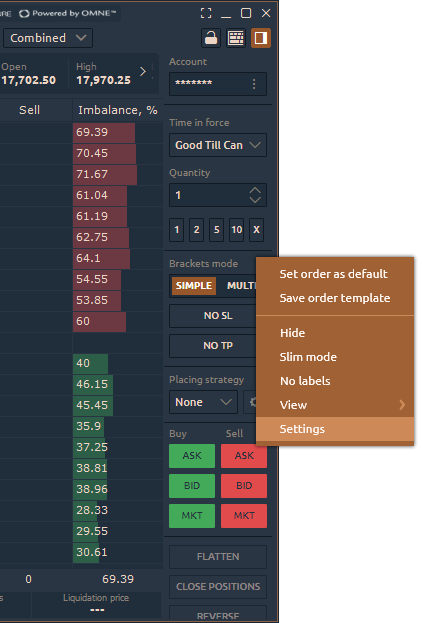 Powered by OMNE™
Combined
Open
High
17,702.50
17,970.25
Sell
Imbalance, %
69.39
70.45
71.67
61.04
61.19
62.75
64.1
54.55
53.85
60
40
46.15
45.45
35.9
37.25
38.81
38.96
28.33
29.55
30.61
0
69.39
Liquidation price
---
Account
*******
Time in force
Good Till Can
Quantity
1
1 2 5 10 X
Brackets mode
SIMPLE MULTI
NO SL
NO TP
Placing strategy
None
Buy Sell
ASK ASK
BID BID
MKT MKT
FLATTEN
CLOSE POSITIONS
REVERSE
Set order as default
Save order template
Hide
Slim mode
No labels
View
Settings